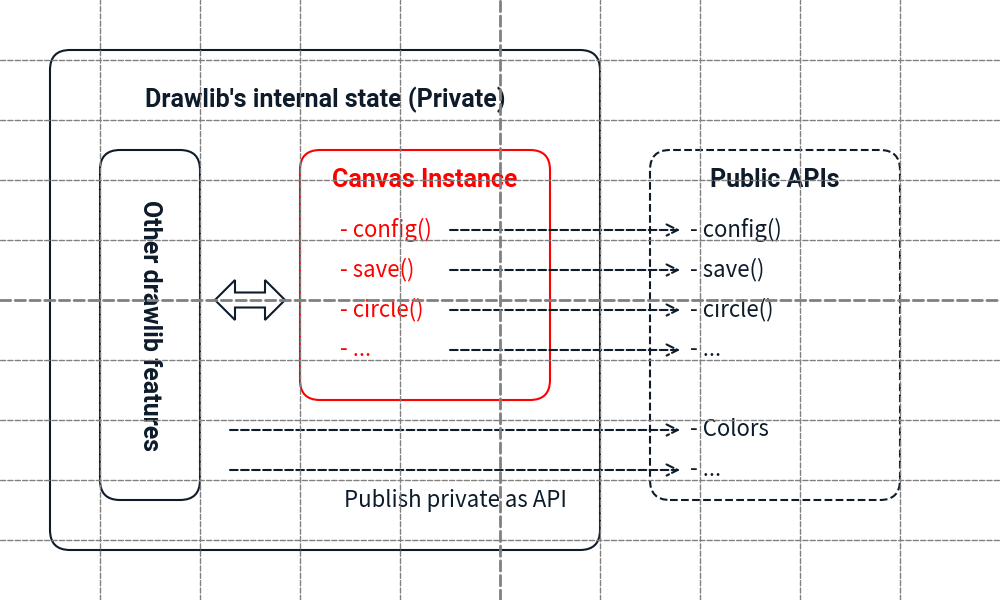 Drawlib's internal state (Private)
Other drawlib features
Canvas Instance
- config()
- save()
- circle()
- ...
Public APIs
- config()
- save()
- circle()
- ...
- Colors
- ...
Publish private as API